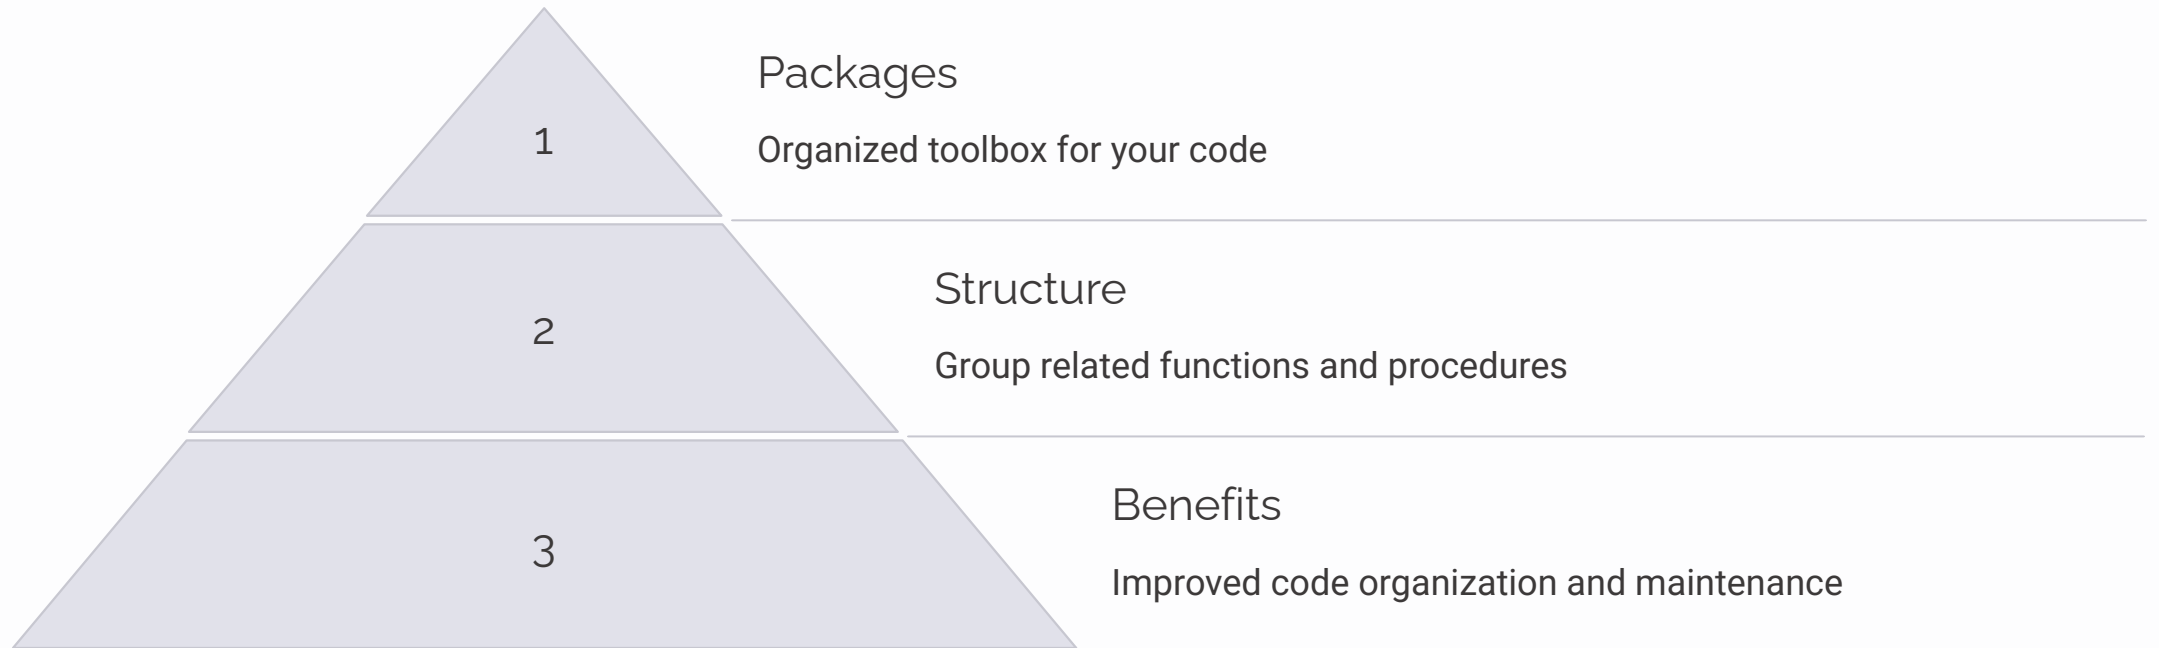 1
Packages
Organized toolbox for your code
2
Structure
Group related functions and procedures
3
Benefits
Improved code organization and maintenance